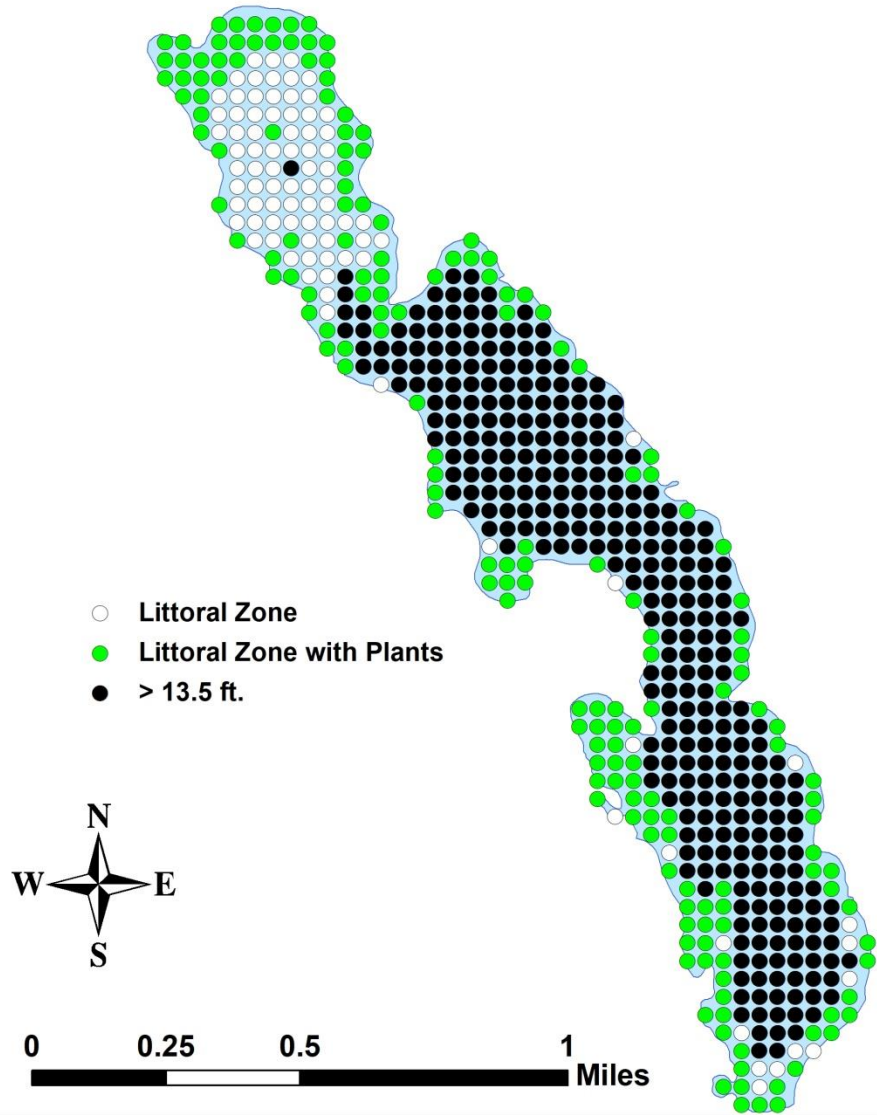 Littoral Zone
Littoral Zone with Plants
> 13.5 ft.
N
W E
S
0 0.25 0.5 1
Miles